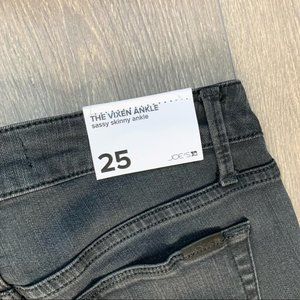 THE VIXEN ANKLE
sassy skinny ankle
25
JOE'S